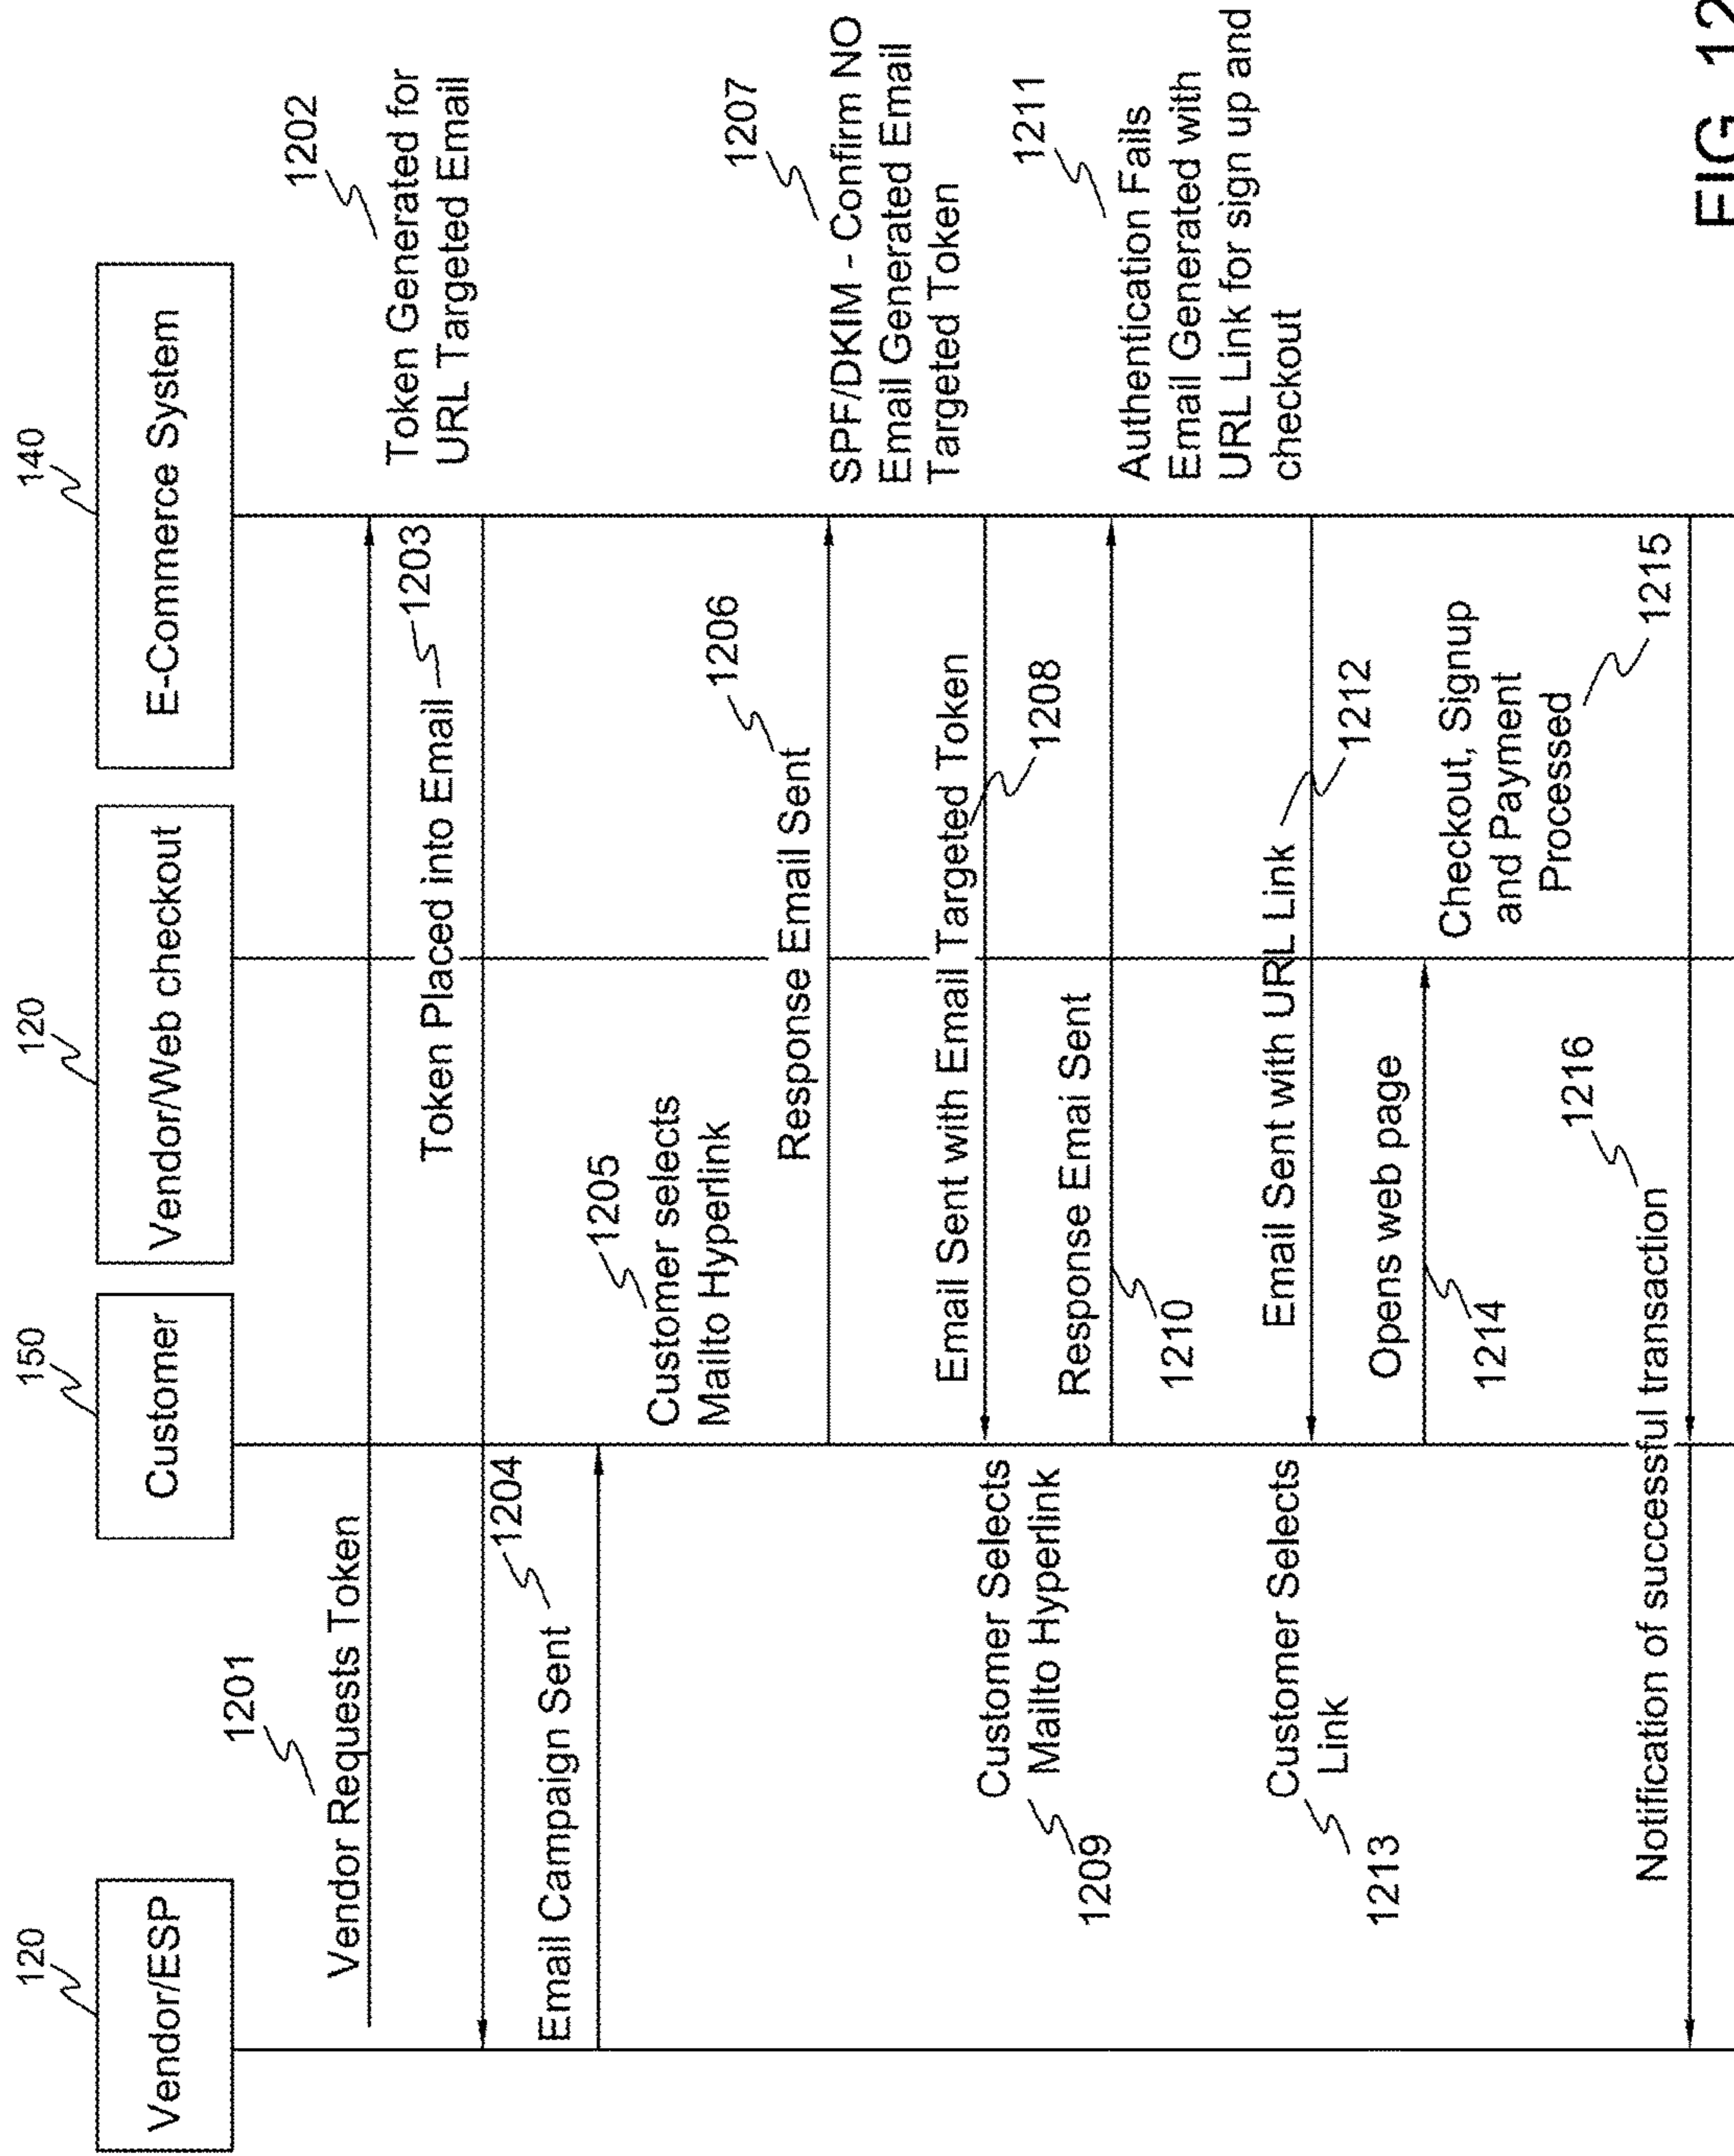 120
150
120
140
Vendor/ESP
Customer
Vendor/Web checkout
E-Commerce System
1201
Vendor Requests Token
1202
Token Generated for
URL Targeted Email
Token Placed into Email
1203
1204
Email Campaign Sent
1205
Customer selects
Mailto Hyperlink
1206
Response Email Sent
1207
SPF/DKIM - Confirm NO
Email Generated Email
Targeted Token
Email Sent with Email Targeted Token
1208
Customer Selects
Mailto Hyperlink
1209
Response Emai Sent
1210
1211
Authentication Fails
Email Generated with
URL Link for sign up and
checkout
Email Sent with URL Link
1212
Customer Selects
Link
1213
Opens web page
1214
Checkout, Signup
and Payment
Processed
1215
1216
Notification of successful transaction
FIG. 12